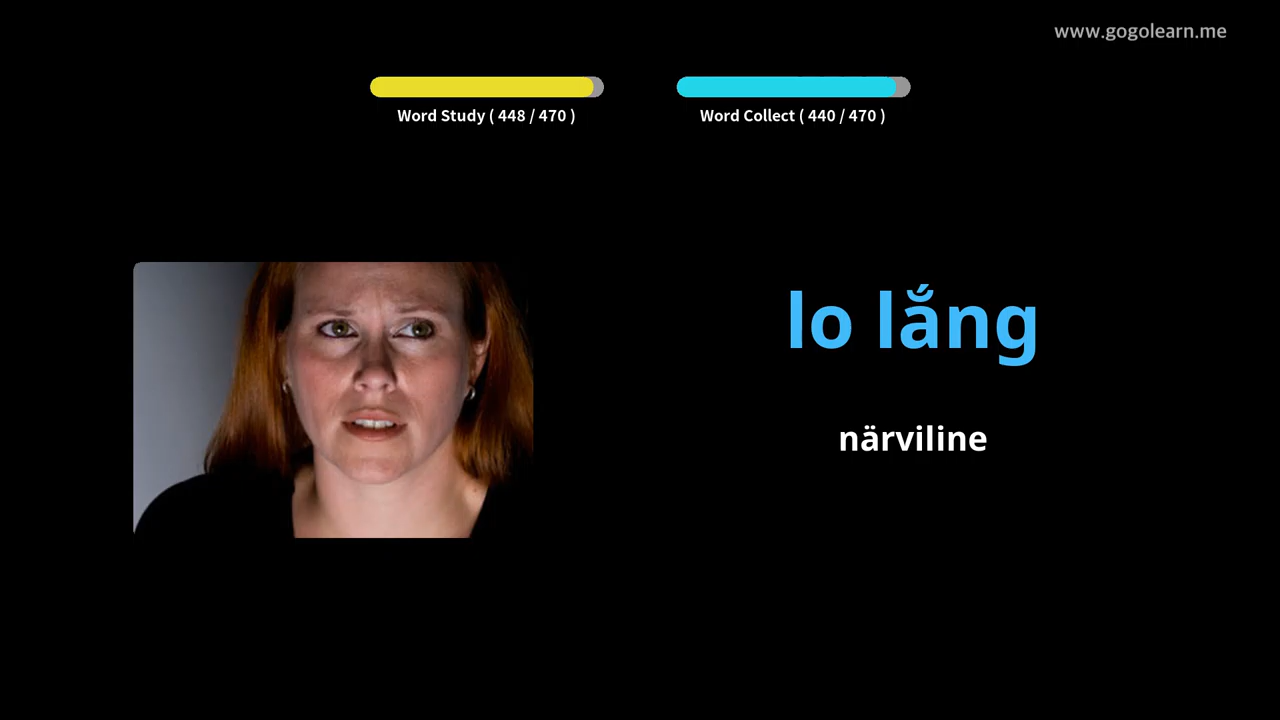 www.gogolearn.me
Word Study ( 448 / 470 )
Word Collect ( 440 / 470 )
lo lắng
närviline